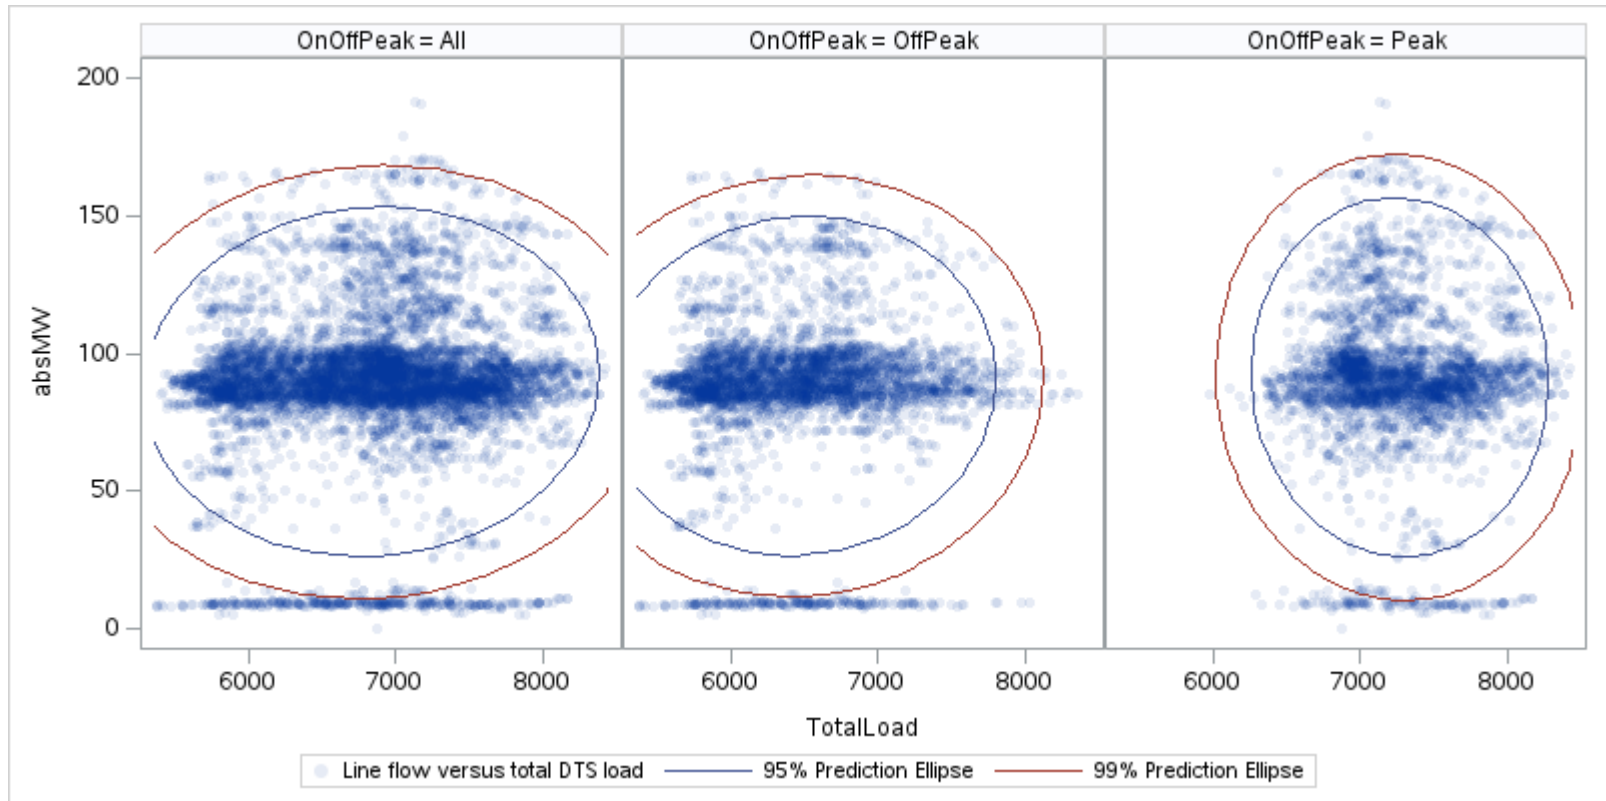 OnOffPeak = All
OnOffPeak = OffPeak
OnOffPeak = Peak
200
150
100
50
0
absMW
6000 7000 8000
6000 7000 8000
6000 7000 8000
TotalLoad
Line flow versus total DTS load
95% Prediction Ellipse
99% Prediction Ellipse